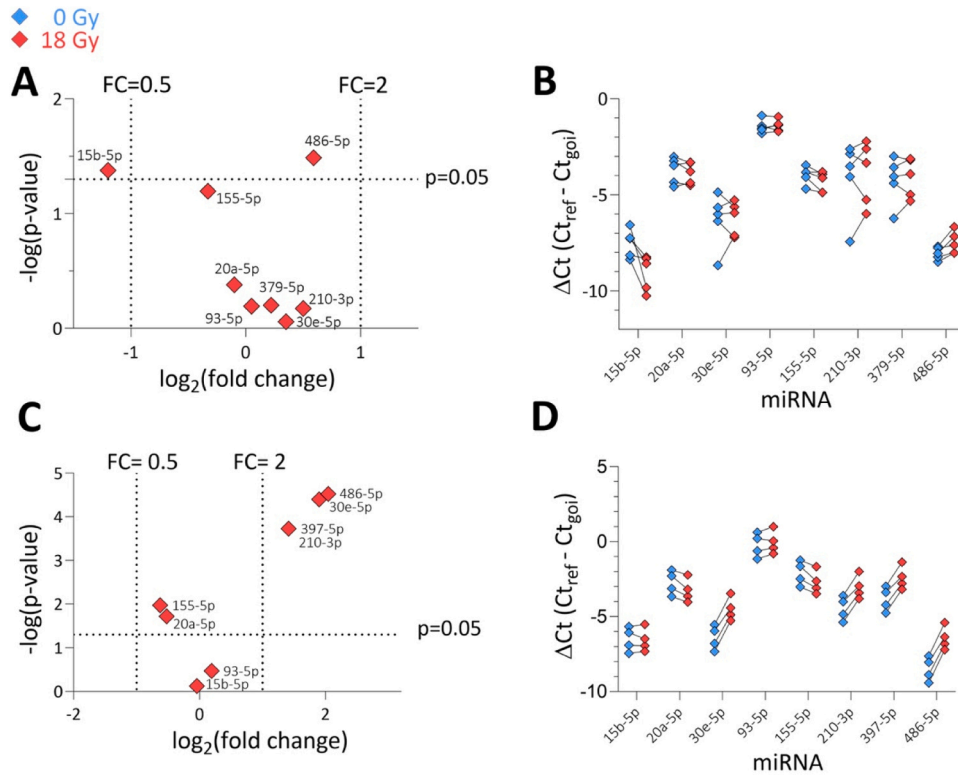 0 Gy
18 Gy
A
FC=0.5
FC=2
2
1
0
-log(p-value)
15b-5p
486-5p
p=0.05
155-5p
20a-5p
379-5p
93-5p
210-3p
30e-5p
-1
0
1
log2(fold change)
B
0
-5
-10
ΔCt (Ctref - Ctgoi)
15b-5p
20a-5p
30e-5p
93-5p
155-5p
210-3p
379-5p
486-5p
miRNA
C
FC= 0.5
FC= 2
5
4
3
2
1
0
-log(p-value)
486-5p
30e-5p
397-5p
210-3p
155-5p
20a-5p
p=0.05
93-5p
15b-5p
-2
0
2
log2(fold change)
D
5
0
-5
-10
ΔCt (Ctref - Ctgoi)
15b-5p
20a-5p
30e-5p
93-5p
155-5p
210-3p
397-5p
486-5p
miRNA